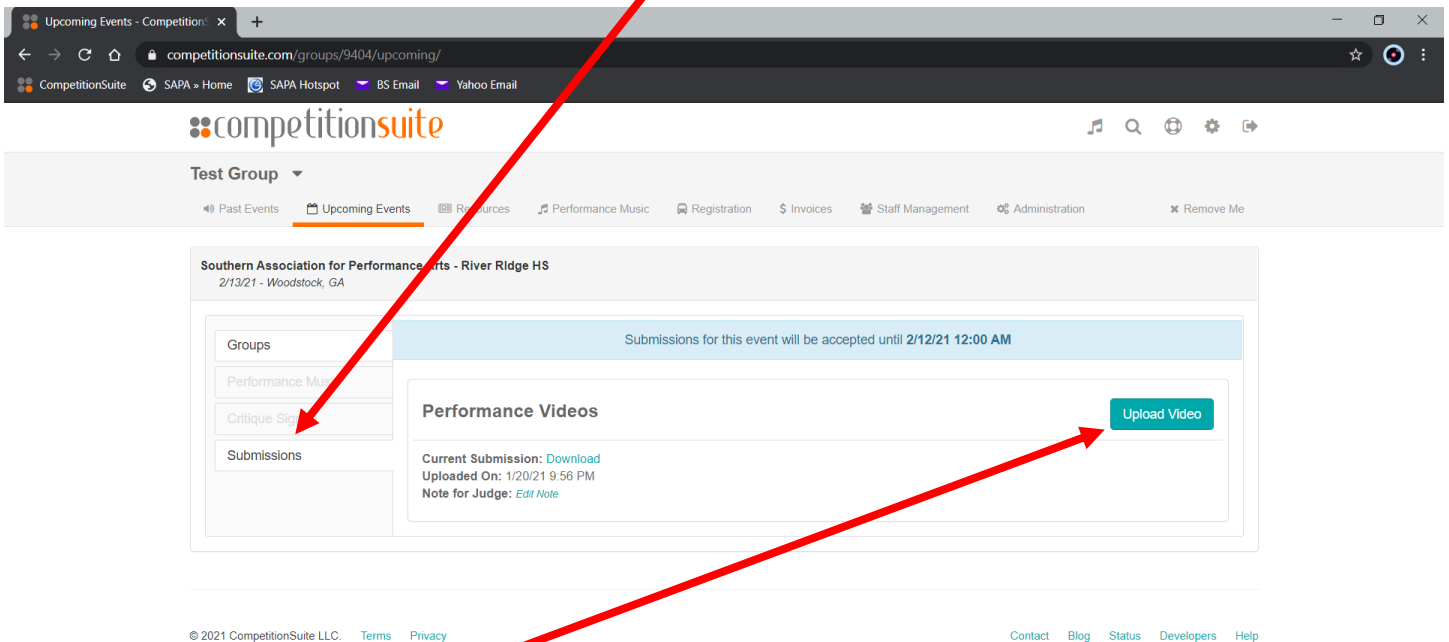 Upcoming Events - Competition
competitionsuite.com/groups/9404/upcoming/
CompetitionSuite SAPA » Home SAPA Hotspot BS Email Yahoo Email
competitionsuite
Test Group
Past Events Upcoming Events Resources Performance Music Registration $ Invoices Staff Management Administration Remove Me
Southern Association for Performance Arts - River RIdge HS
2/13/21 - Woodstock, GA
Groups
Submissions for this event will be accepted until 2/12/21 12:00 AM
Performance
Critique
Performance Videos
Upload Video
Submissions
Current Submission: Download
Uploaded On: 1/20/21 9:56 PM
Note for Judge: Edit Note
© 2021 CompetitionSuite LLC. Terms Privacy Contact Blog Status Developers Help